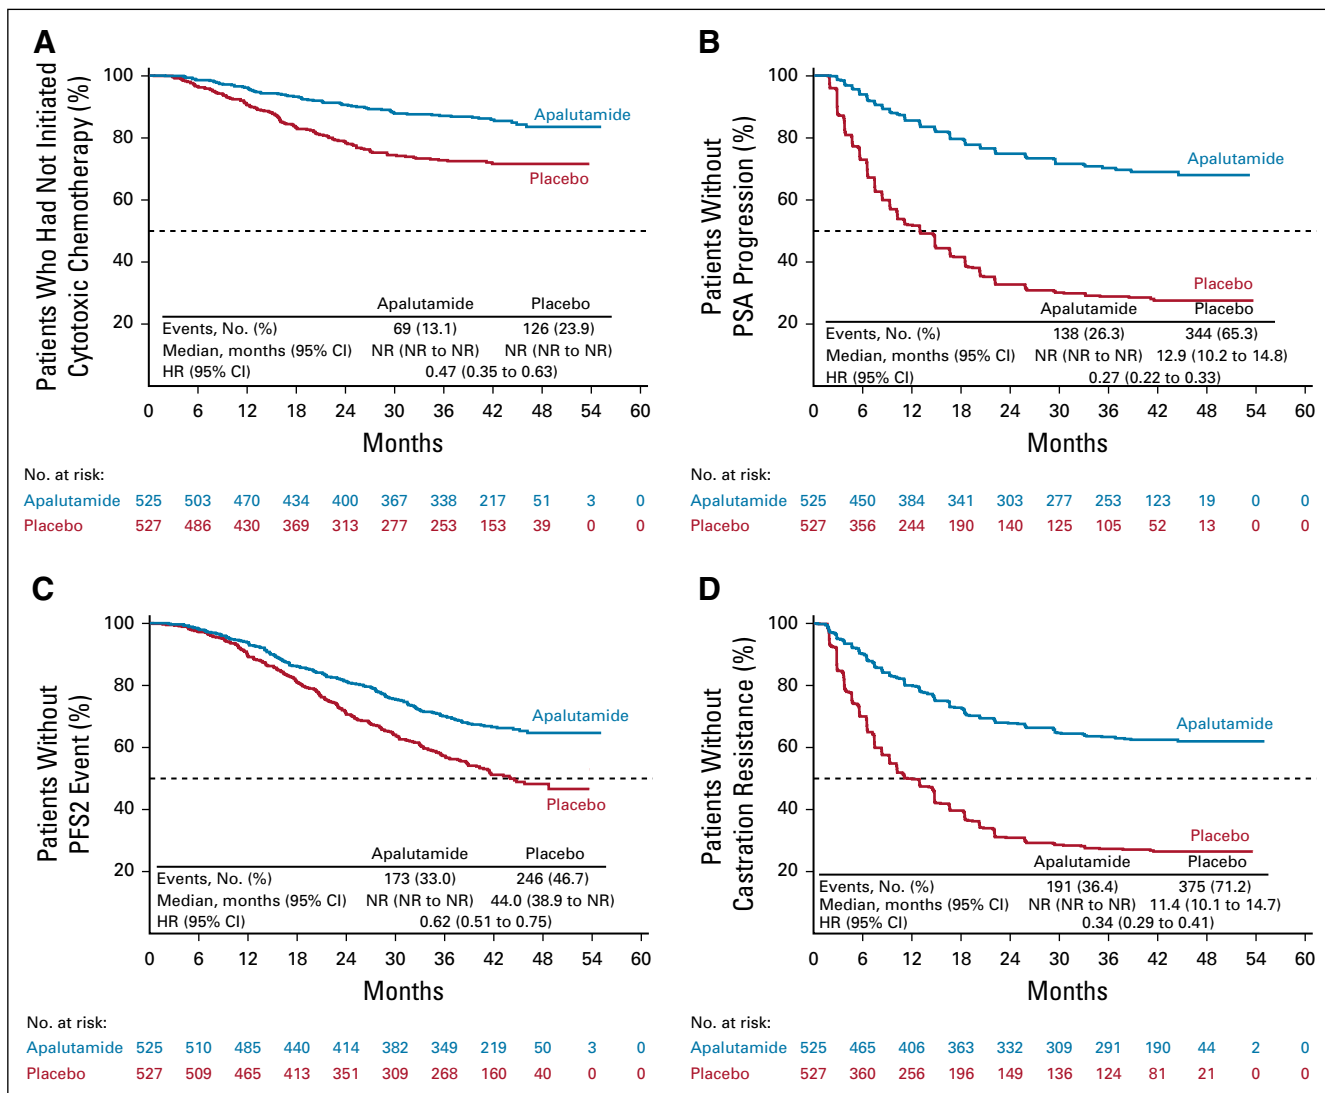 A
Patients Who Had Not Initiated
Cytotoxic Chemotherapy (%)
100
80
60
40
20
Apalutamide
Placebo
Apalutamide Placebo
Events, No. (%) 69 (13.1) 126 (23.9)
Median, months (95% CI) NR (NR to NR) NR (NR to NR)
HR (95% CI) 0.47 (0.35 to 0.63)
0 6 12 18 24 30 36 42 48 54 60
Months
No. at risk:
Apalutamide 525 503 470 434 400 367 338 217 51 3 0
Placebo 527 486 430 369 313 277 253 153 39 0 0
B
Patients Without
PSA Progression (%)
100
80
60
40
20
Apalutamide
Placebo
Apalutamide Placebo
Events, No. (%) 138 (26.3) 344 (65.3)
Median, months (95% CI) NR (NR to NR) 12.9 (10.2 to 14.8)
HR (95% CI) 0.27 (0.22 to 0.33)
0 6 12 18 24 30 36 42 48 54 60
Months
No. at risk:
Apalutamide 525 450 384 341 303 277 253 123 19 0 0
Placebo 527 356 244 190 140 125 105 52 13 0 0
C
Patients Without
PFS2 Event (%)
100
80
60
40
20
Apalutamide
Placebo
Apalutamide Placebo
Events, No. (%) 173 (33.0) 246 (46.7)
Median, months (95% CI) NR (NR to NR) 44.0 (38.9 to NR)
HR (95% CI) 0.62 (0.51 to 0.75)
0 6 12 18 24 30 36 42 48 54 60
Months
No. at risk:
Apalutamide 525 510 485 440 414 382 349 219 50 3 0
Placebo 527 509 465 413 351 309 268 160 40 0 0
D
Patients Without
Castration Resistance (%)
100
80
60
40
20
Apalutamide
Placebo
Apalutamide Placebo
Events, No. (%) 191 (36.4) 375 (71.2)
Median, months (95% CI) NR (NR to NR) 11.4 (10.1 to 14.7)
HR (95% CI) 0.34 (0.29 to 0.41)
0 6 12 18 24 30 36 42 48 54 60
Months
No. at risk:
Apalutamide 525 465 406 363 332 309 291 190 44 2 0
Placebo 527 360 256 196 149 136 124 81 21 0 0